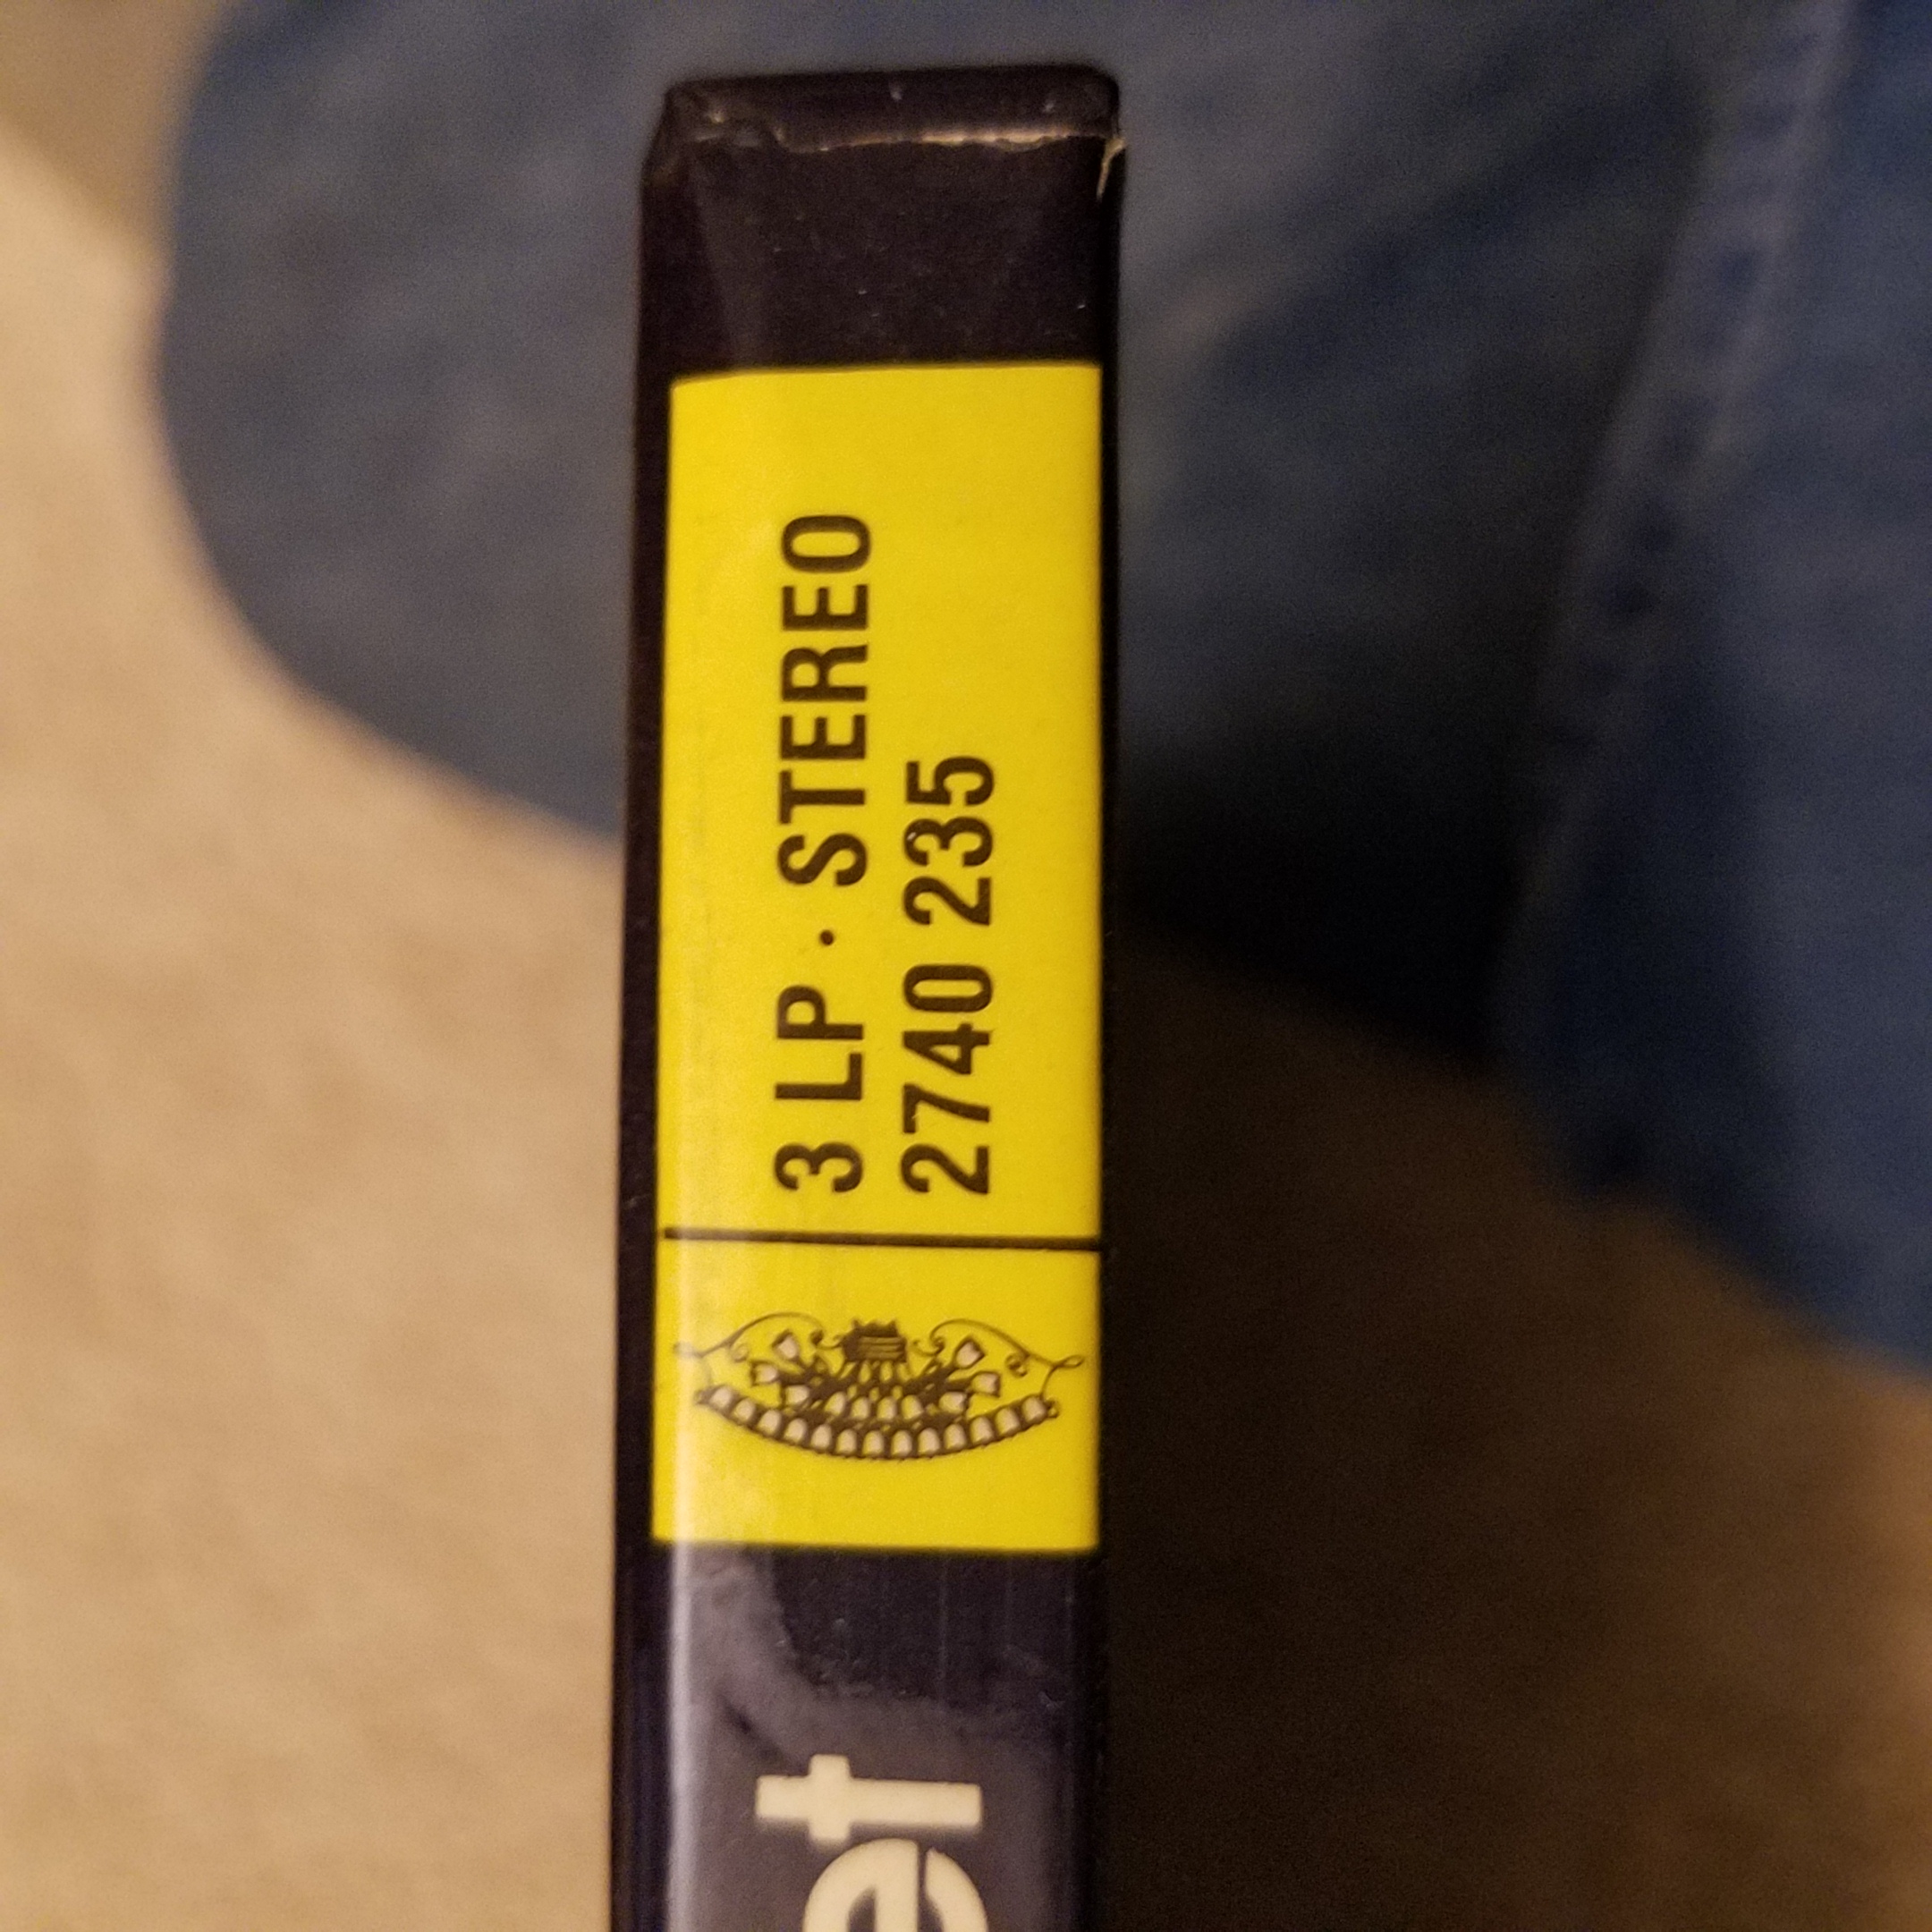 3 LP · STEREO
2740 235
et